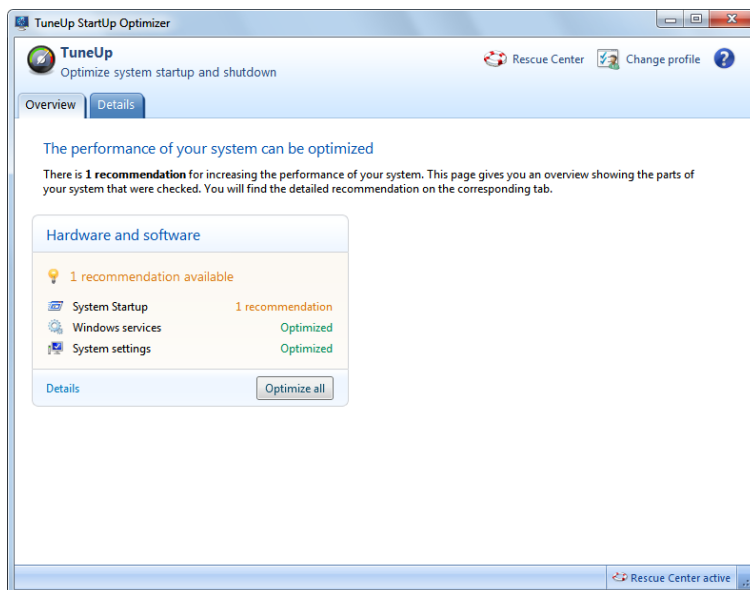 TuneUp StartUp Optimizer
TuneUp
Optimize system startup and shutdown
Rescue Center
Change profile
?
Overview
Details
The performance of your system can be optimized
There is 1 recommendation for increasing the performance of your system. This page gives you an overview showing the parts of
your system that were checked. You will find the detailed recommendation on the corresponding tab.
Hardware and software
1 recommendation available
System Startup 1 recommendation
Windows services Optimized
System settings Optimized
Details
Optimize all
Rescue Center active